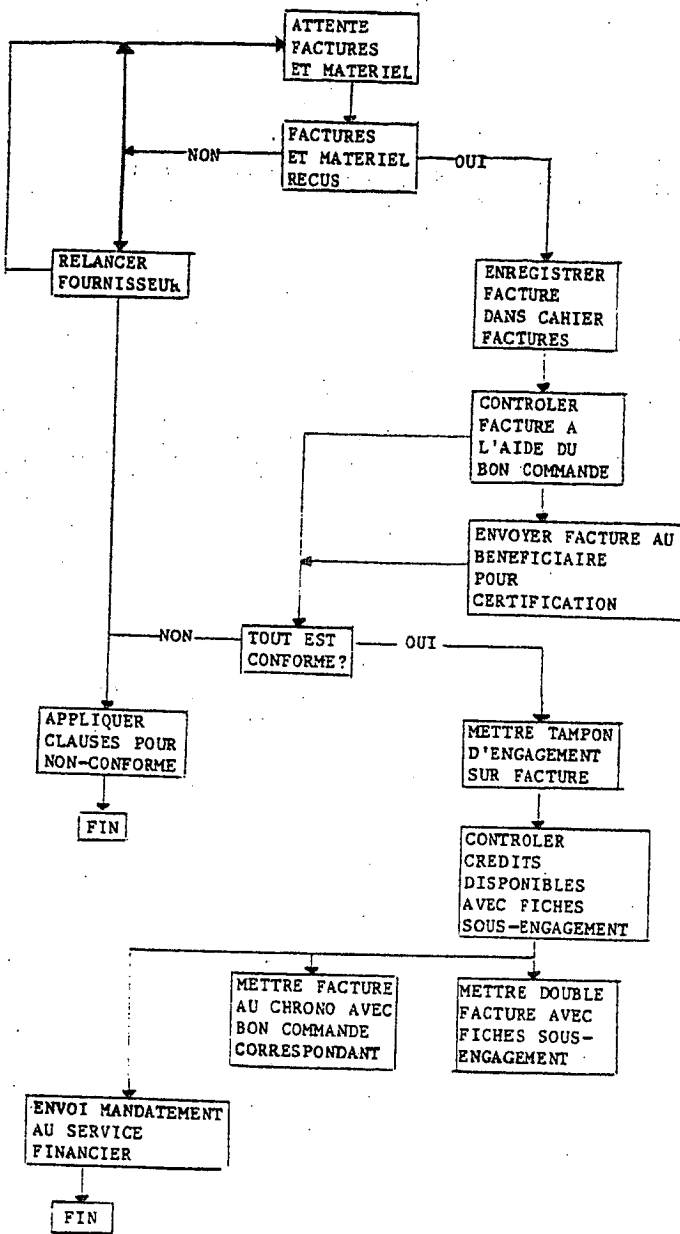 ATTENTE
FACTURES
ET MATERIEL
FACTURES
ET MATERIEL
RECUS
NON
OUI
RELANCER
FOURNISSEUR
ENREGISTRER
FACTURE
DANS CAHIER
FACTURES
CONTROLER
FACTURE A
L'AIDE DU
BON COMMANDE
ENVOYER FACTURE AU
BENEFICIAIRE
POUR
CERTIFICATION
NON
TOUT EST
CONFORME?
OUI
APPLIQUER
CLAUSES POUR
NON-CONFORME
FIN
METTRE TAMPON
D'ENGAGEMENT
SUR FACTURE
CONTROLER
CREDITS
DISPONIBLES
AVEC FICHES
SOUS-ENGAGEMENT
METTRE FACTURE
AU CHRONO AVEC
BON COMMANDE
CORRESPONDANT
METTRE DOUBLE
FACTURE AVEC
FICHES SOUS-
ENGAGEMENT
ENVOI MANDATEMENT
AU SERVICE
FINANCIER
FIN